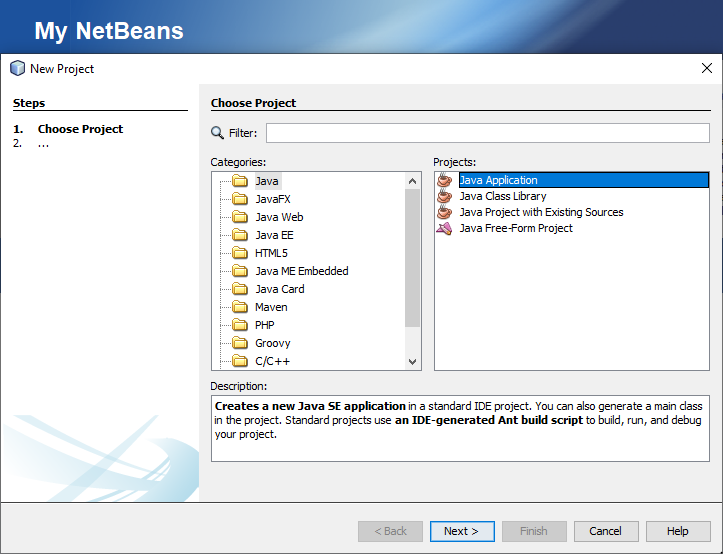 My NetBeans
New Project
Steps
1. Choose Project
2. ...
Choose Project
Filter:
Categories:
Java
JavaFX
Java Web
Java EE
HTML5
Java ME Embedded
Java Card
Maven
PHP
Groovy
C/C++
Projects:
Java Application
Java Class Library
Java Project with Existing Sources
Java Free-Form Project
Description:
Creates a new Java SE application in a standard IDE project. You can also generate a main class
in the project. Standard projects use an IDE-generated Ant build script to build, run, and debug
your project.
< Back
Next >
Finish
Cancel
Help